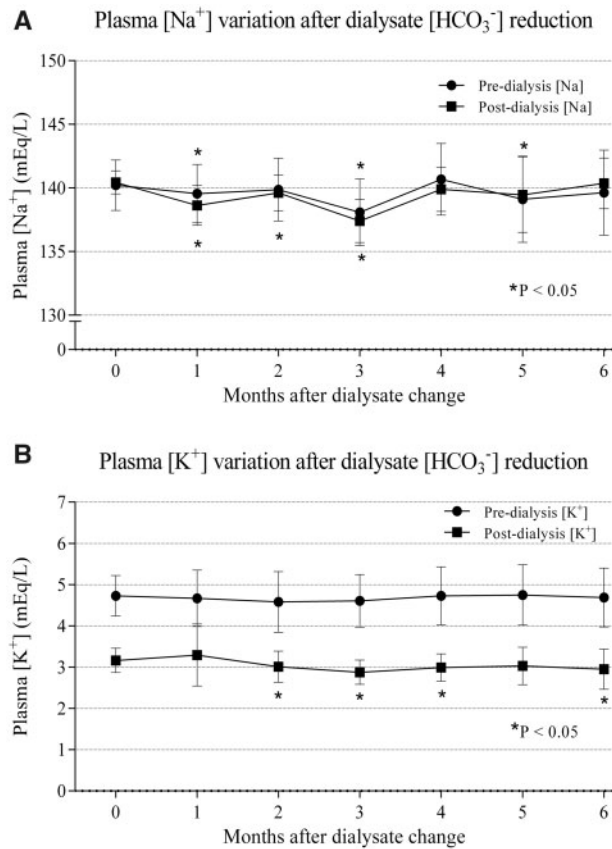 A
Plasma [Na⁺] variation after dialysate [HCO₃⁻] reduction
Plasma [Na⁺] (mEq/L)
150
145
140
135
130
0
Pre-dialysis [Na]
Post-dialysis [Na]
*
*
*
*
*
*
*P < 0.05
0 1 2 3 4 5 6
Months after dialysate change
B
Plasma [K⁺] variation after dialysate [HCO₃⁻] reduction
Plasma [K⁺] (mEq/L)
7
6
5
4
3
2
1
0
Pre-dialysis [K⁺]
Post-dialysis [K⁺]
* * * *
*P < 0.05
0 1 2 3 4 5 6
Months after dialysate change